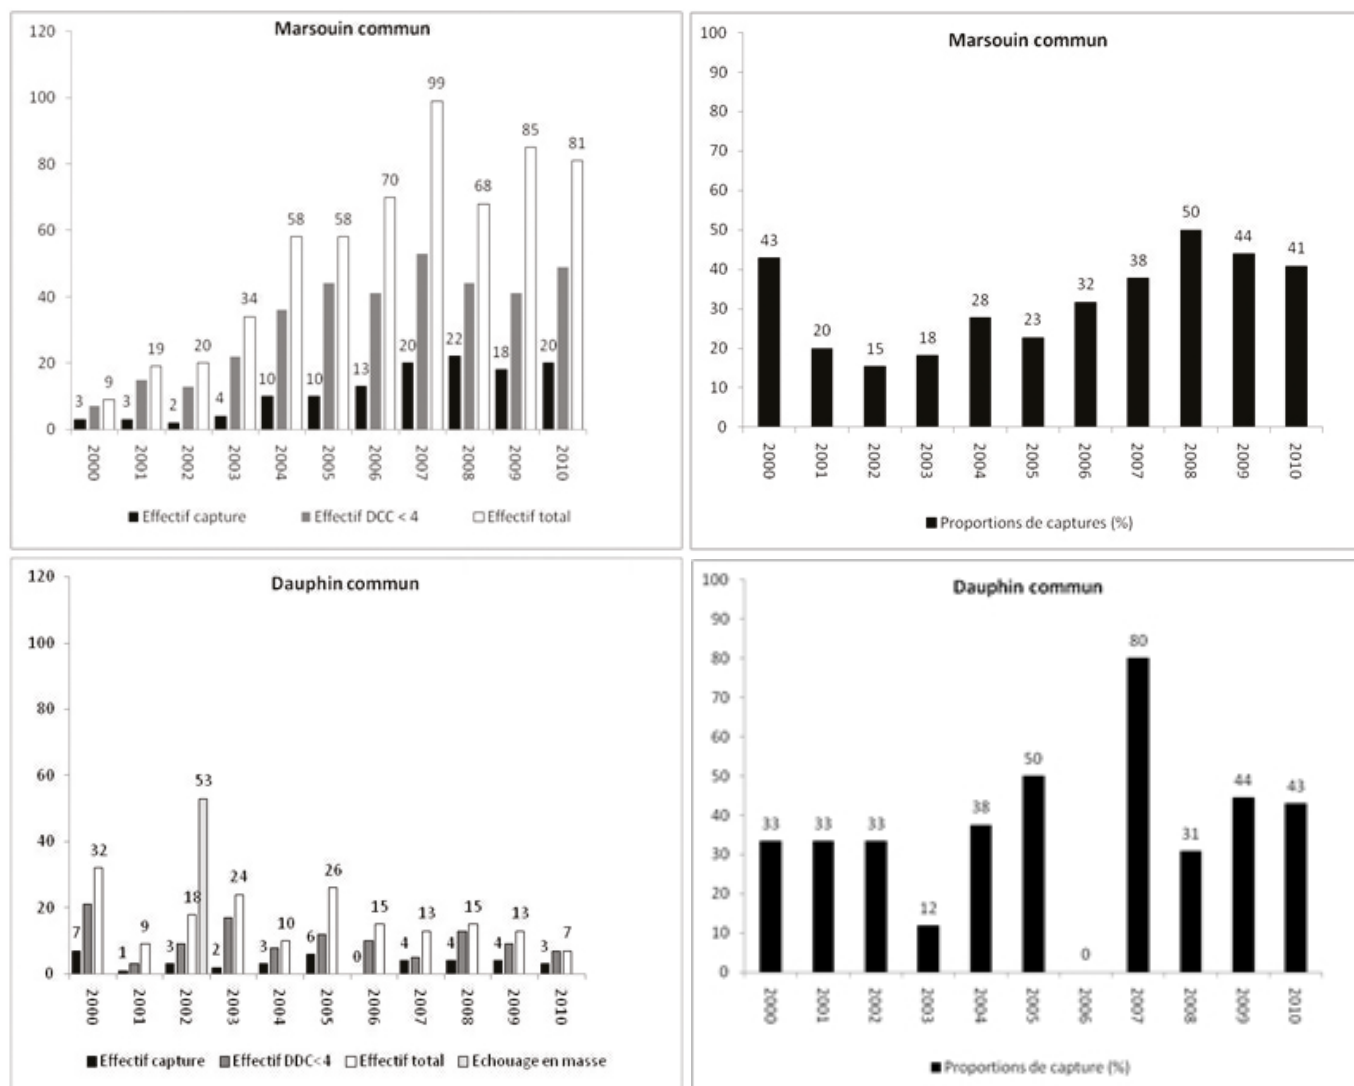 Marsouin commun
120
100
80
60
40
20
0
3 9 3 19 2 20 4 34 10 58 10 58 13 70 20 99 22 68 18 85 20 81
2000 2001 2002 2003 2004 2005 2006 2007 2008 2009 2010
Effectif capture Effectif DCC < 4 Effectif total
Marsouin commun
100
90
80
70
60
50
40
30
20
10
0
43 20 15 18 28 23 32 38 50 44 41
2000 2001 2002 2003 2004 2005 2006 2007 2008 2009 2010
Proportions de captures (%)
Dauphin commun
120
100
80
60
40
20
0
7 32 1 9 3 18 53 2 24 3 10 6 26 0 15 4 13 4 15 4 13 3 7
2000 2001 2002 2003 2004 2005 2006 2007 2008 2009 2010
Effectif capture Effectif DDC<4 Effectif total Echouage en masse
Dauphin commun
100
90
80
70
60
50
40
30
20
10
0
33 33 33 12 38 50 0 80 31 44 43
2000 2001 2002 2003 2004 2005 2006 2007 2008 2009 2010
Proportions de capture (%)